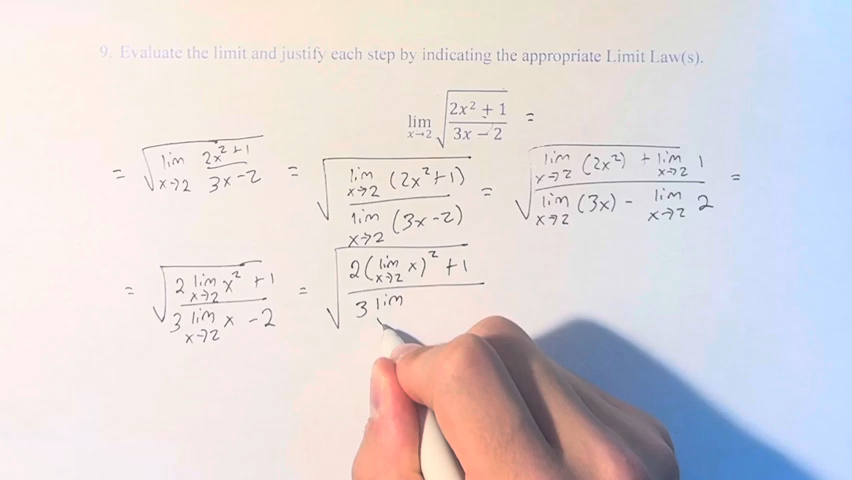 9. Evaluate the limit and justify each step by indicating the appropriate Limit Law(s).
lim x→2 √((2x² + 1)/(3x − 2)) =
= √(lim x→2 (2x²+1)/(3x−2)) = √((lim x→2 (2x²+1))/(lim x→2 (3x−2))) = √((lim x→2 (2x²) + lim x→2 1)/(lim x→2 (3x) − lim x→2 2)) =
= √((2 lim x→2 x² + 1)/(3 lim x→2 x − 2)) = √((2(lim x→2 x)² + 1)/(3 lim